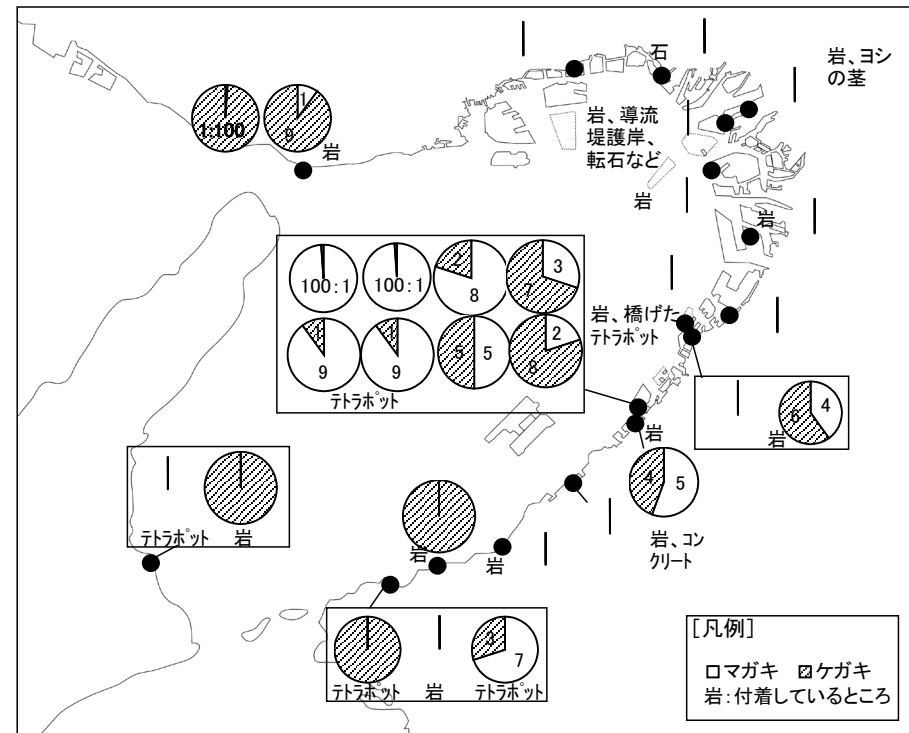 石
岩、ヨシ
の茎
1:100
1
9
岩
岩、導流
堤護岸、
転石など
岩
岩
100:1
100:1
2
8
3
7
1
9
1
9
5
5
2
8
テトラポット
岩、橋げた
テトラポット
6
4
岩
岩
4
5
岩、コン
クリート
テトラポット
岩
岩
岩
3
7
テトラポット
岩
テトラポット
[凡例]
□マガキ ▨ケガキ
岩：付着しているところ